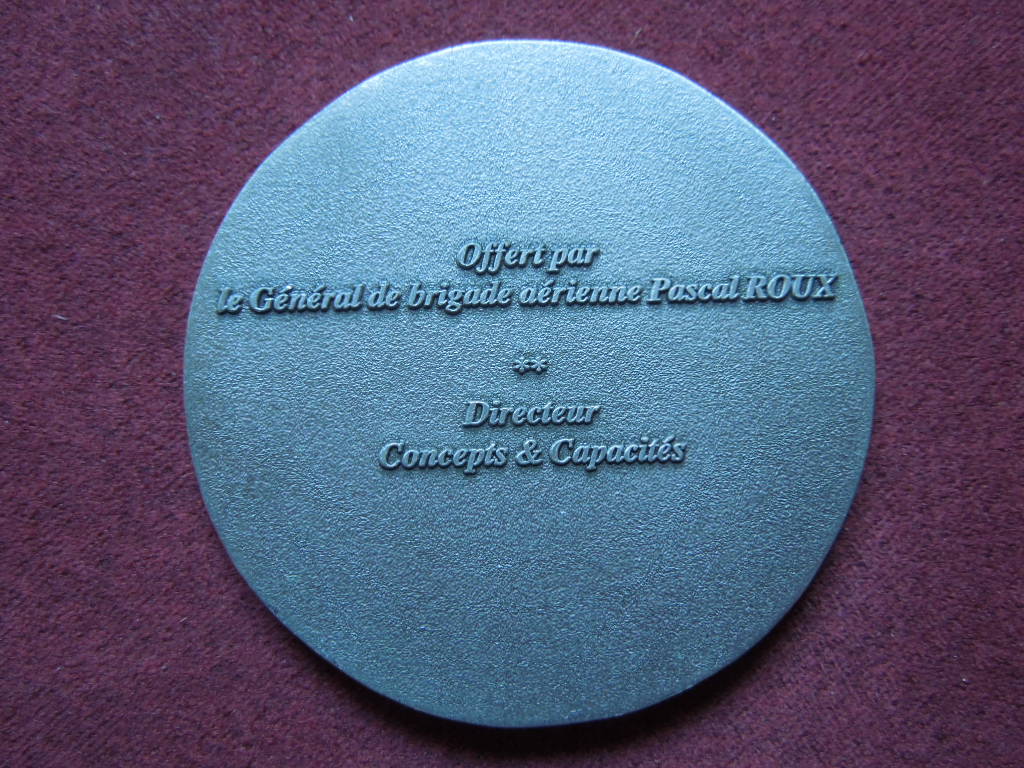 Offert par
le Général de brigade aérienne Pascal ROUX
**
Directeur
Concepts & Capacités